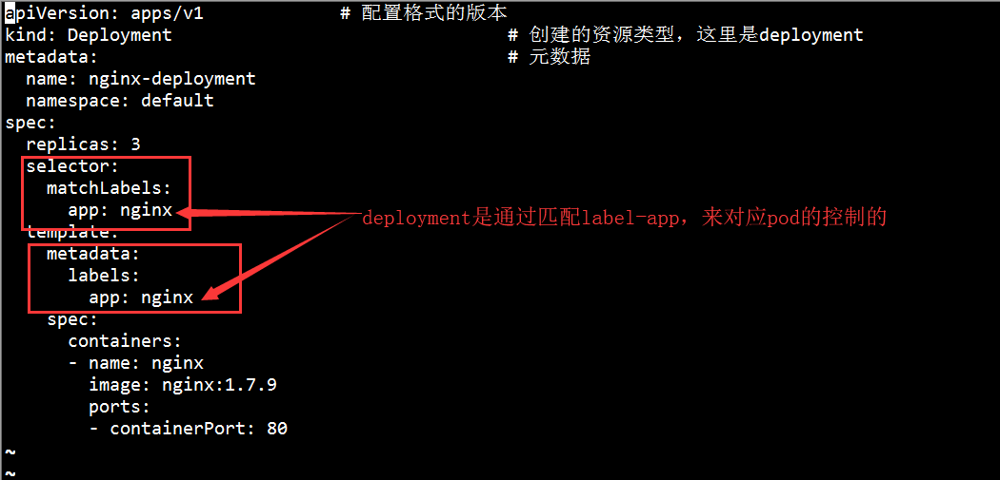 apiVersion: apps/v1 # 配置格式的版本
kind: Deployment # 创建的资源类型，这里是deployment
metadata: # 元数据
name: nginx-deployment
namespace: default
spec:
replicas: 3
selector:
matchLabels:
app: nginx
deployment是通过匹配label-app，来对应pod的控制的
template:
metadata:
labels:
app: nginx
spec:
containers:
- name: nginx
image: nginx:1.7.9
ports:
- containerPort: 80
~
~